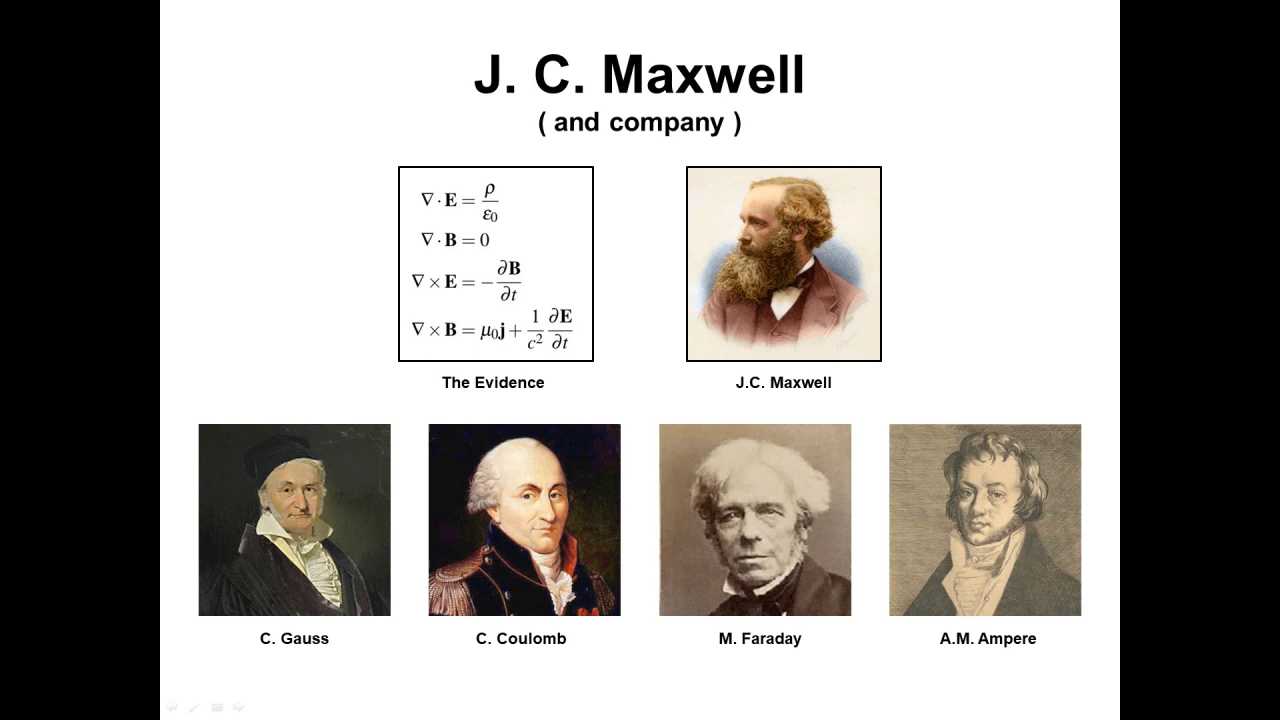 J. C. Maxwell
( and company )
∇ · E = ρ/ε₀
∇ · B = 0
∇ × E = −∂B/∂t
∇ × B = μ₀j + 1/c² ∂E/∂t
The Evidence
J.C. Maxwell
C. Gauss
C. Coulomb
M. Faraday
A.M. Ampere